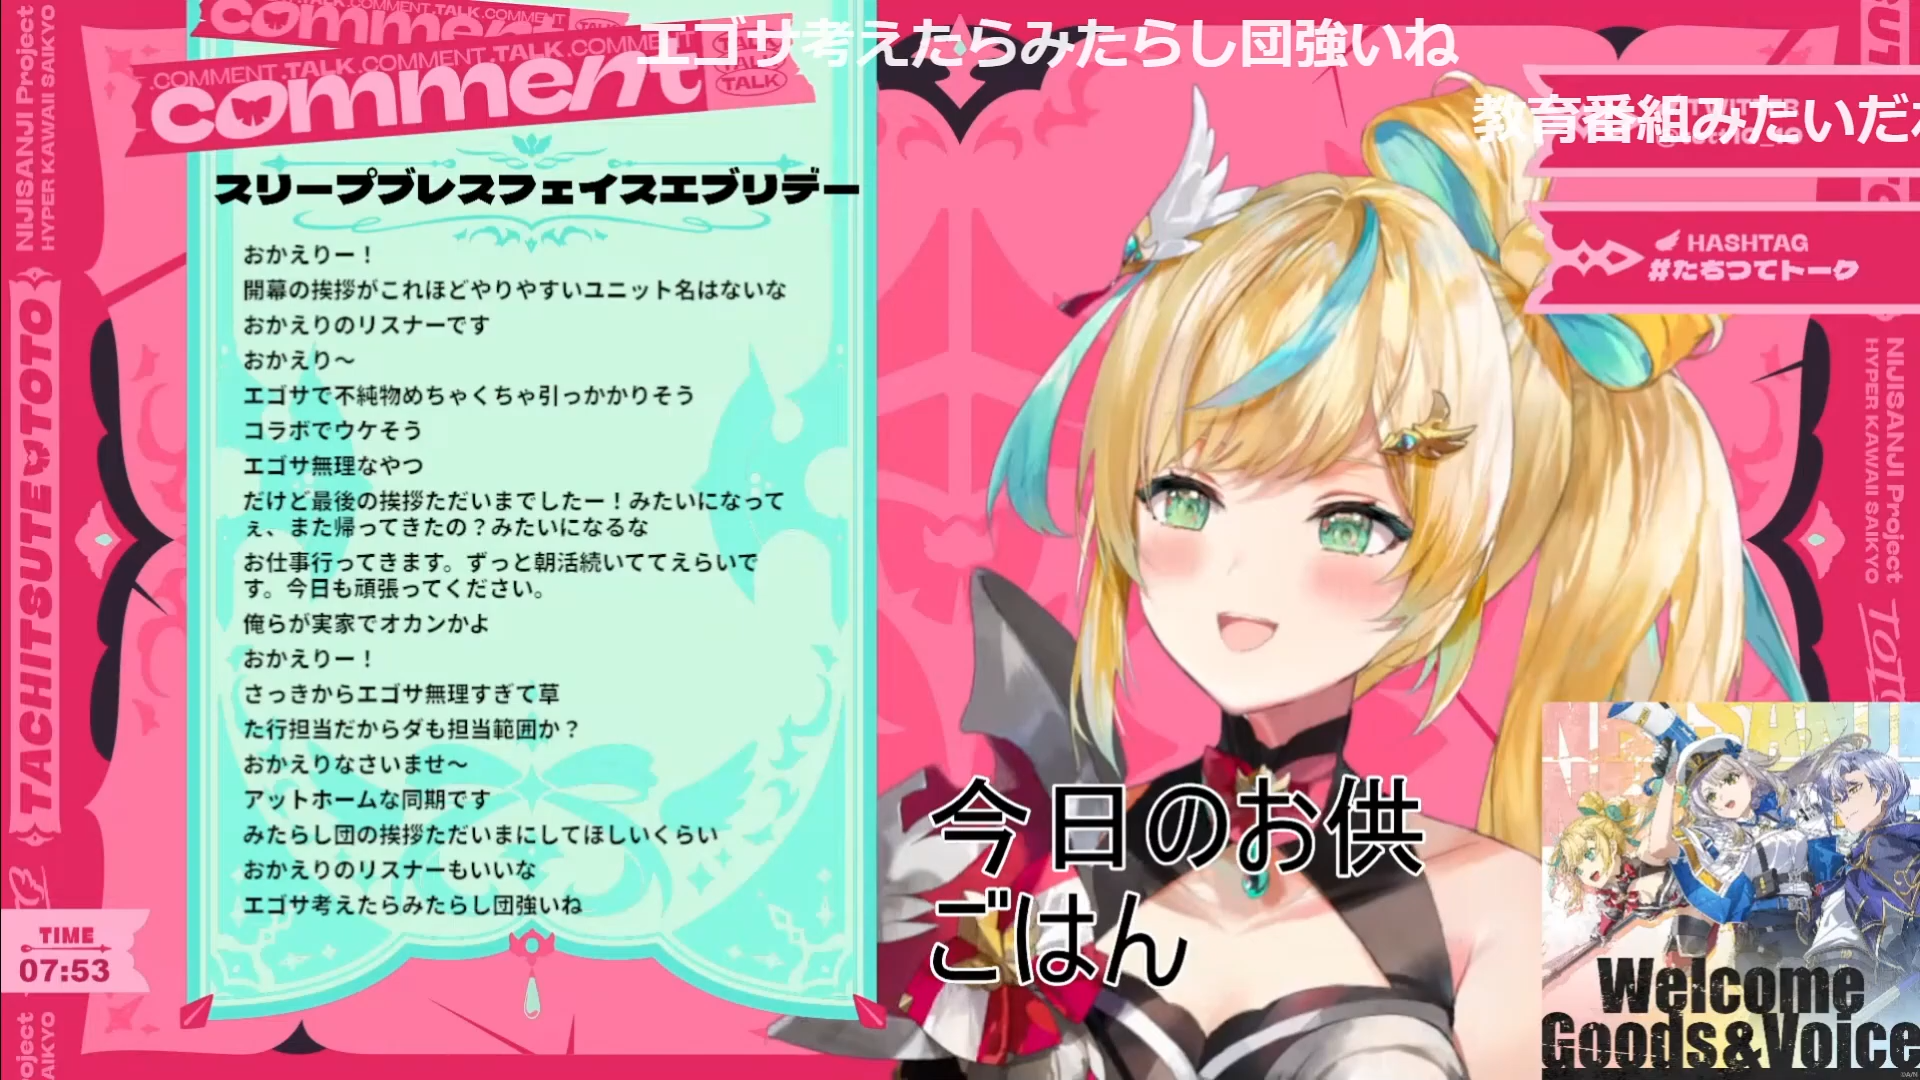 comment
.COMMENT.TALK.COMMENT.TALK.COMMENT
TALK
comment
エゴサ考えたらみたらし団強いね
教育番組みたいだ
スリープブレスフェイスエブリデー
おかえりー！
開幕の挨拶がこれほどやりやすいユニット名はないな
おかえりのリスナーです
おかえり～
エゴサで不純物めちゃくちゃ引っかかりそう
コラボでウケそう
エゴサ無理なやつ
だけど最後の挨拶ただいまでしたー！みたいになって
ぇ、また帰ってきたの？みたいになるな
お仕事行ってきます。ずっと朝活続いててえらいで
す。今日も頑張ってください。
俺らが実家でオカンかよ
おかえりー！
さっきからエゴサ無理すぎて草
た行担当だからダも担当範囲か？
おかえりなさいませ～
アットホームな同期です
みたらし団の挨拶ただいまにしてほしいくらい
おかえりのリスナーもいいな
エゴサ考えたらみたらし団強いね
HASHTAG
#たちつてトーク
今日のお供
ごはん
TIME
07:53
Welcome
Goods&Voice
NIJISANJI Project
HYPER KAWAII SAIKYO
TACHITSUTE TOTO
NIJISANJI Project
HYPER KAWAII SAIKYO